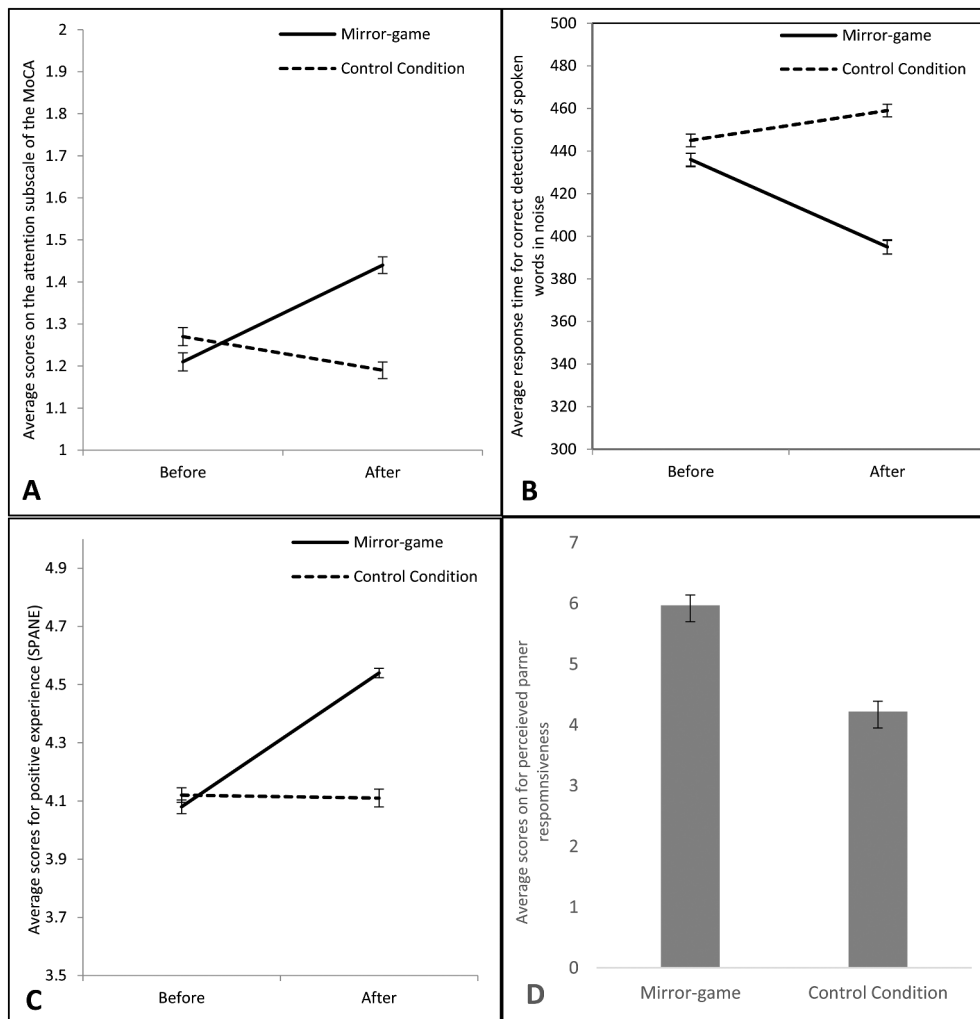 Average scores on the attention subscale of the MoCA
2
1.9
1.8
1.7
1.6
1.5
1.4
1.3
1.2
1.1
1
Mirror-game
Control Condition
Before After
A
Average response time for correct detection of spoken
words in noise
500
480
460
440
420
400
380
360
340
320
300
Mirror-game
Control Condition
Before After
B
Average scores for positive experience (SPANE)
4.9
4.7
4.5
4.3
4.1
3.9
3.7
3.5
Mirror-game
Control Condition
Before After
C
Average scores on for perceieved parner
respomnsiveness
7
6
5
4
3
2
1
0
Mirror-game Control Condition
D